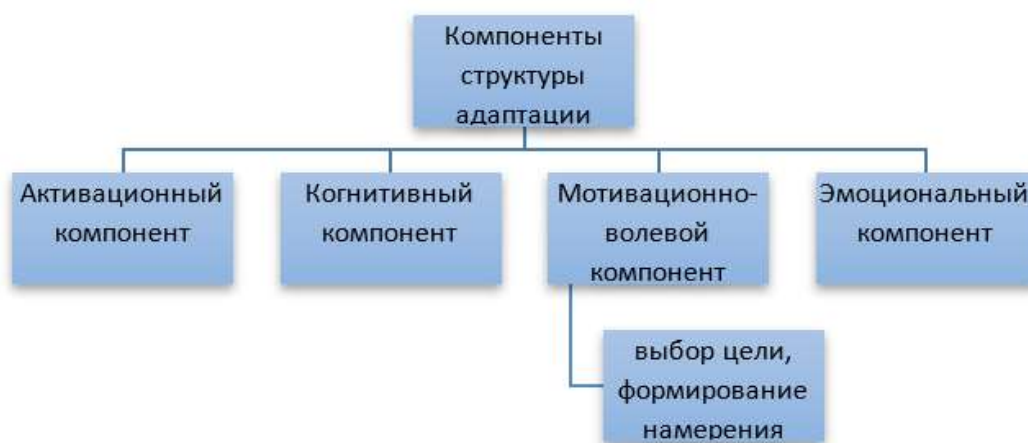 Компоненты
структуры
адаптации
Активационный
компонент
Когнитивный
компонент
Мотивационно-
волевой
компонент
Эмоциональный
компонент
выбор цели,
формирование
намерения